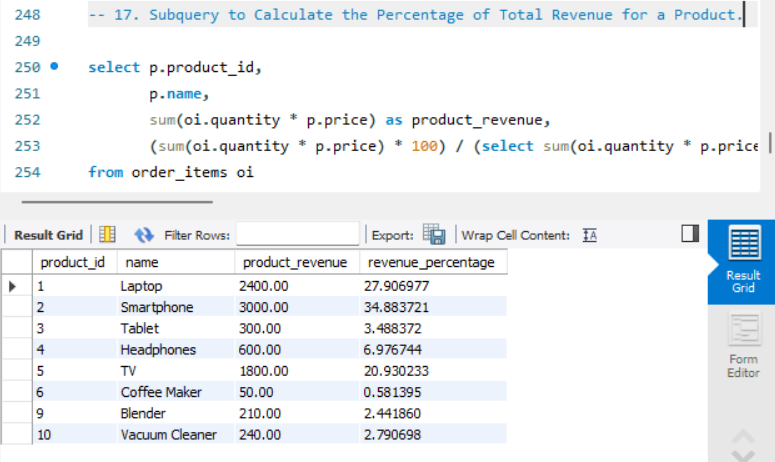 248 -- 17. Subquery to Calculate the Percentage of Total Revenue for a Product.
249
250 select p.product_id,
251 p.name,
252 sum(oi.quantity * p.price) as product_revenue,
253 (sum(oi.quantity * p.price) * 100) / (select sum(oi.quantity * p.price
254 from order_items oi
Result Grid Filter Rows: Export: Wrap Cell Content: IA
product_id name product_revenue revenue_percentage
1 Laptop 2400.00 27.906977
2 Smartphone 3000.00 34.883721
3 Tablet 300.00 3.488372
4 Headphones 600.00 6.976744
5 TV 1800.00 20.930233
6 Coffee Maker 50.00 0.581395
9 Blender 210.00 2.441860
10 Vacuum Cleaner 240.00 2.790698
Result
Grid
Form
Editor